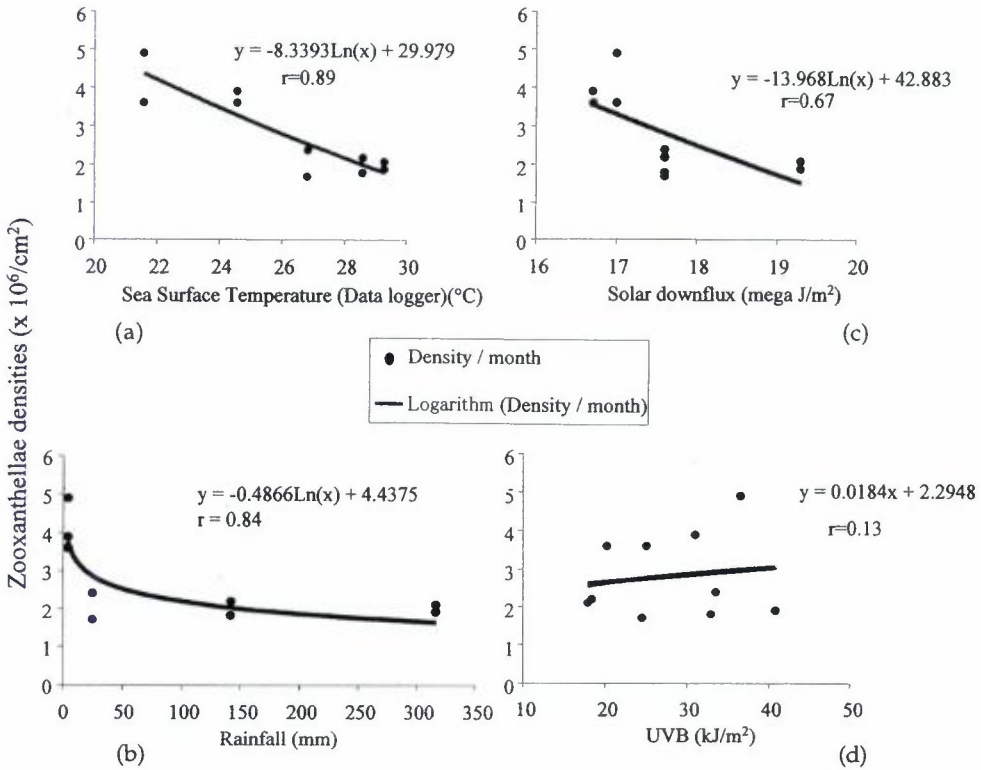 Zooxanthellae densities (x 10⁶/cm²)
6
5
4
3
2
1
0
y = -8.3393Ln(x) + 29.979
r=0.89
20 22 24 26 28 30
Sea Surface Temperature (Data logger)(°C)
(a)
6
5
4
3
2
1
0
y = -13.968Ln(x) + 42.883
r=0.67
16 17 18 19 20
Solar downflux (mega J/m²)
(c)
Density / month
Logarithm (Density / month)
6
5
4
3
2
1
0
y = -0.4866Ln(x) + 4.4375
r = 0.84
0 50 100 150 200 250 300 350
Rainfall (mm)
(b)
6
5
4
3
2
1
0
y = 0.0184x + 2.2948
r=0.13
10 20 30 40 50
UVB (kJ/m²)
(d)